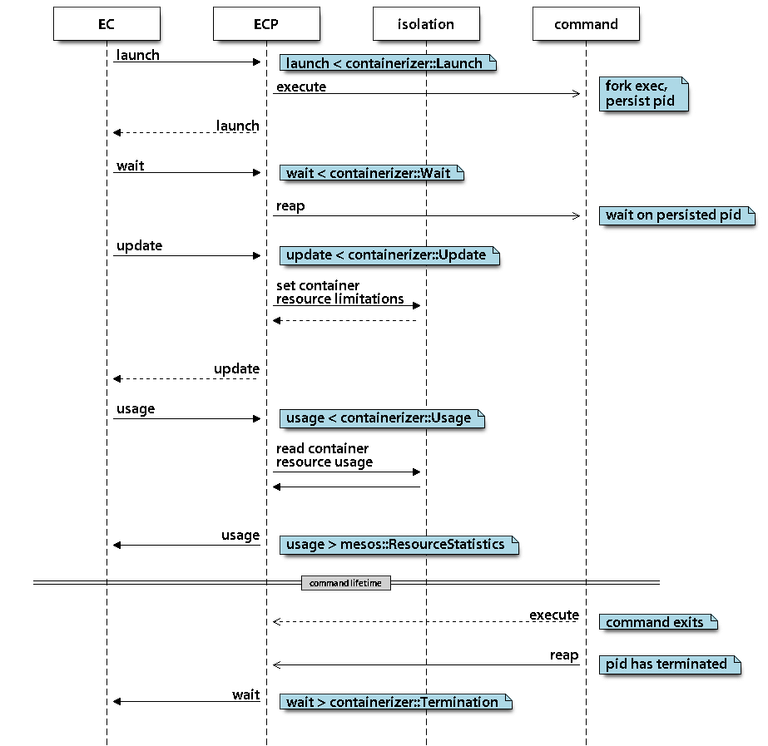 EC
ECP
isolation
command
launch
launch < containerizer::Launch
execute
fork exec,
persist pid
launch
wait
wait < containerizer::Wait
reap
wait on persisted pid
update
update < containerizer::Update
set container
resource limitations
update
usage
usage < containerizer::Usage
read container
resource usage
usage
usage > mesos::ResourceStatistics
command lifetime
execute
command exits
reap
pid has terminated
wait
wait > containerizer::Termination